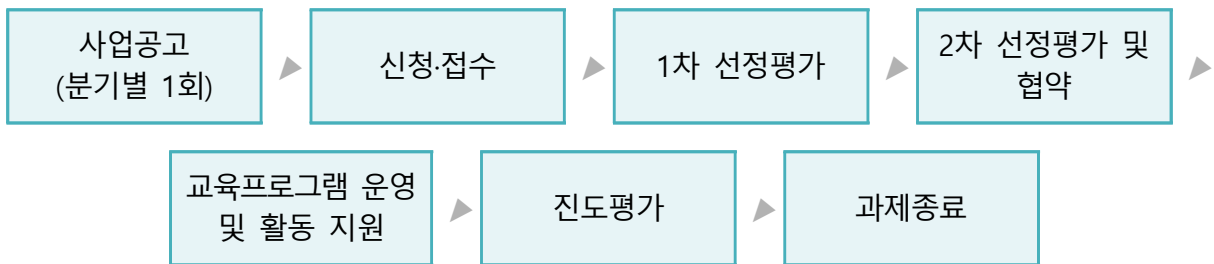 사업공고
(분기별 1회)
신청·접수
1차 선정평가
2차 선정평가 및
협약
교육프로그램 운영
및 활동 지원
진도평가
과제종료